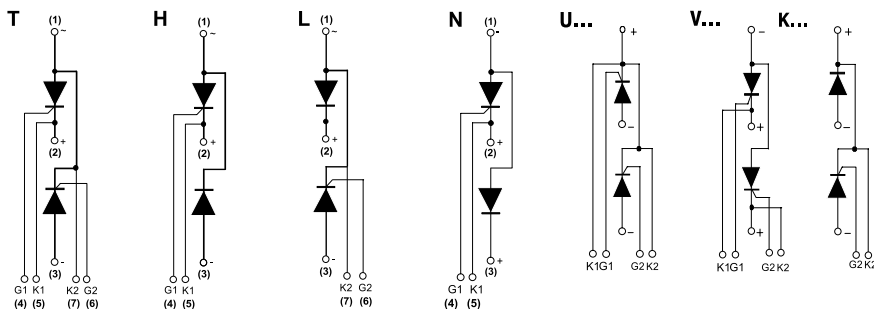 T H L N U... V... K...
(1) (1) (1) (1)
~ ~ ~ - + − +
+ + + + − + −
(2) (2) (2) (2)
- - - + − + −
(3) (3) (3) (3)
K1G1 G2 K2 K1G1 G2 K2 G2K2
G1 K1 K2 G2 G1 K1 K2 G2 G1 K1
(4) (5) (7) (6) (4) (5) (7) (6) (4) (5)